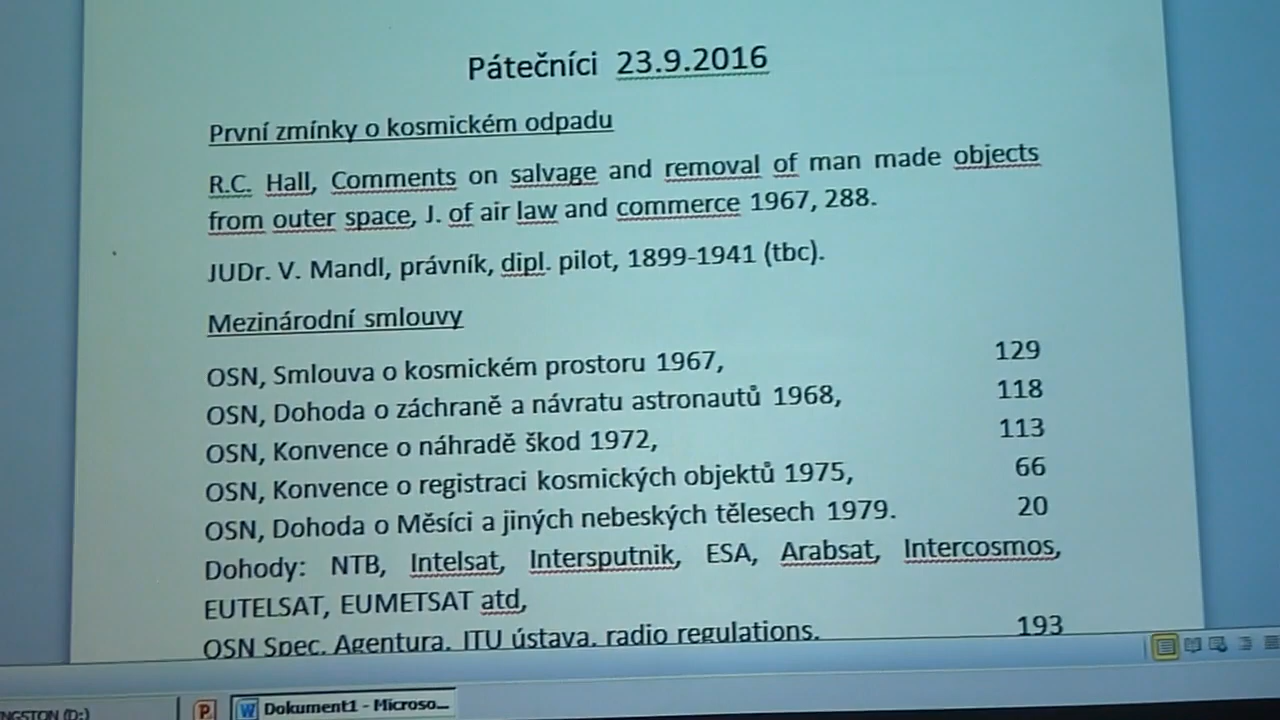 Pátečníci 23.9.2016
První zmínky o kosmickém odpadu
R.C. Hall, Comments on salvage and removal of man made objects
from outer space, J. of air law and commerce 1967, 288.
JUDr. V. Mandl, právník, dipl. pilot, 1899-1941 (tbc).
Mezinárodní smlouvy
OSN, Smlouva o kosmickém prostoru 1967, 129
OSN, Dohoda o záchraně a návratu astronautů 1968, 118
OSN, Konvence o náhradě škod 1972, 113
OSN, Konvence o registraci kosmických objektů 1975, 66
OSN, Dohoda o Měsíci a jiných nebeských tělesech 1979. 20
Dohody: NTB, Intelsat, Intersputnik, ESA, Arabsat, Intercosmos,
EUTELSAT, EUMETSAT atd,
OSN Spec. Agentura. ITU ústava. radio regulations. 193
NGSTON (D:) Dokument1 - Microso...